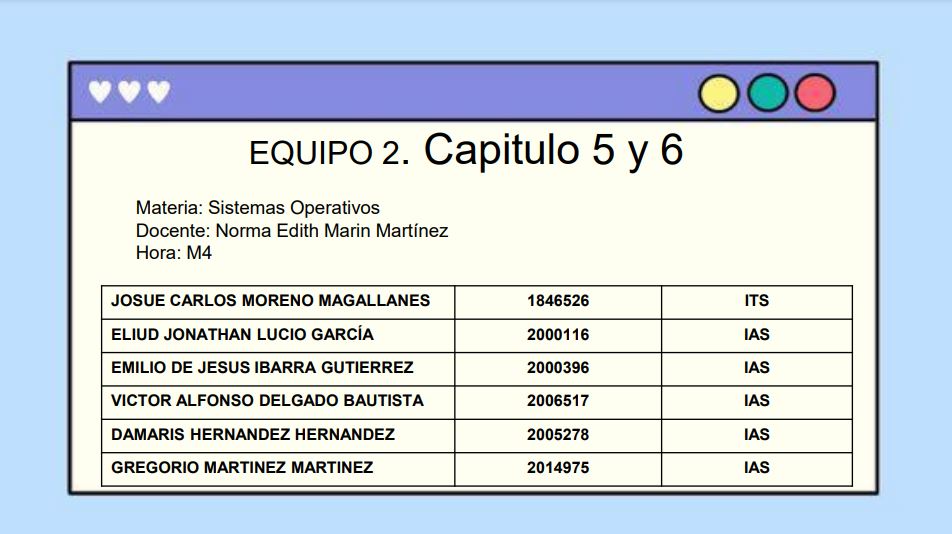 EQUIPO 2. Capitulo 5 y 6
Materia: Sistemas Operativos
Docente: Norma Edith Marin Martínez
Hora: M4
JOSUE CARLOS MORENO MAGALLANES 1846526 ITS
ELIUD JONATHAN LUCIO GARCÍA 2000116 IAS
EMILIO DE JESUS IBARRA GUTIERREZ 2000396 IAS
VICTOR ALFONSO DELGADO BAUTISTA 2006517 IAS
DAMARIS HERNANDEZ HERNANDEZ 2005278 IAS
GREGORIO MARTINEZ MARTINEZ 2014975 IAS